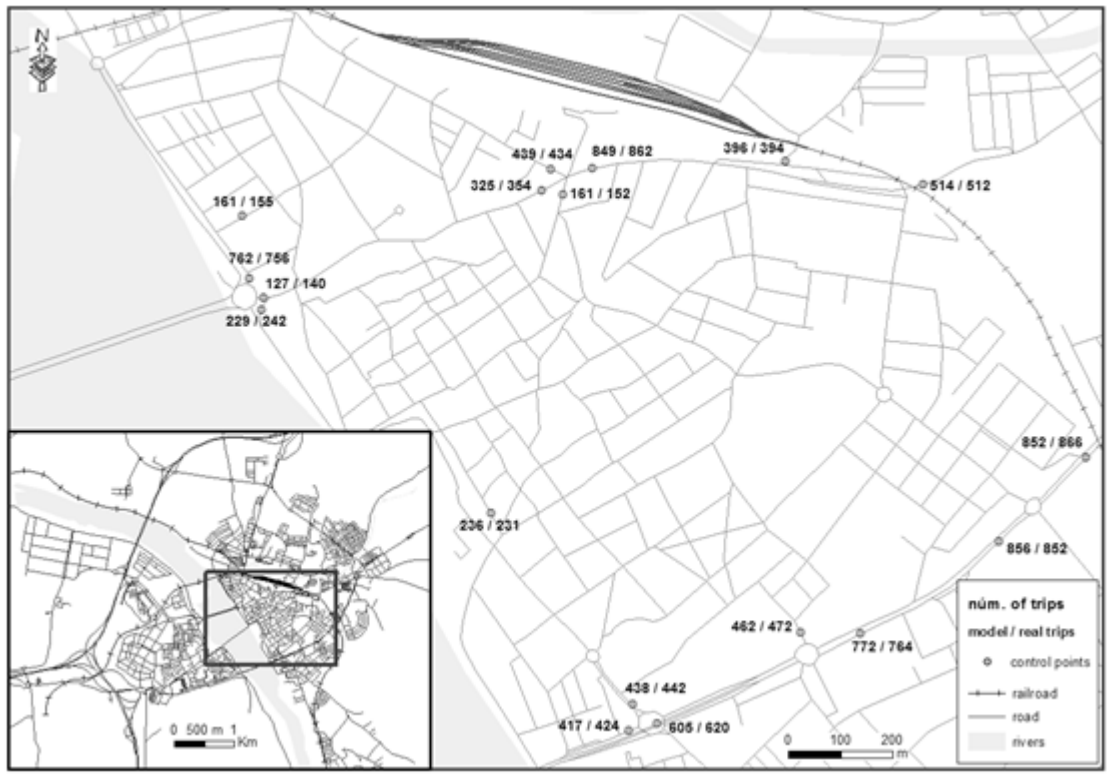 N
439 / 434
849 / 862
396 / 394
325 / 354
161 / 152
514 / 512
161 / 155
762 / 756
127 / 140
229 / 242
852 / 866
236 / 231
856 / 852
462 / 472
772 / 764
438 / 442
417 / 424
605 / 620
núm. of trips
model / real trips
control points
railroad
road
rivers
0 500 m 1
Km
0 100 200
m